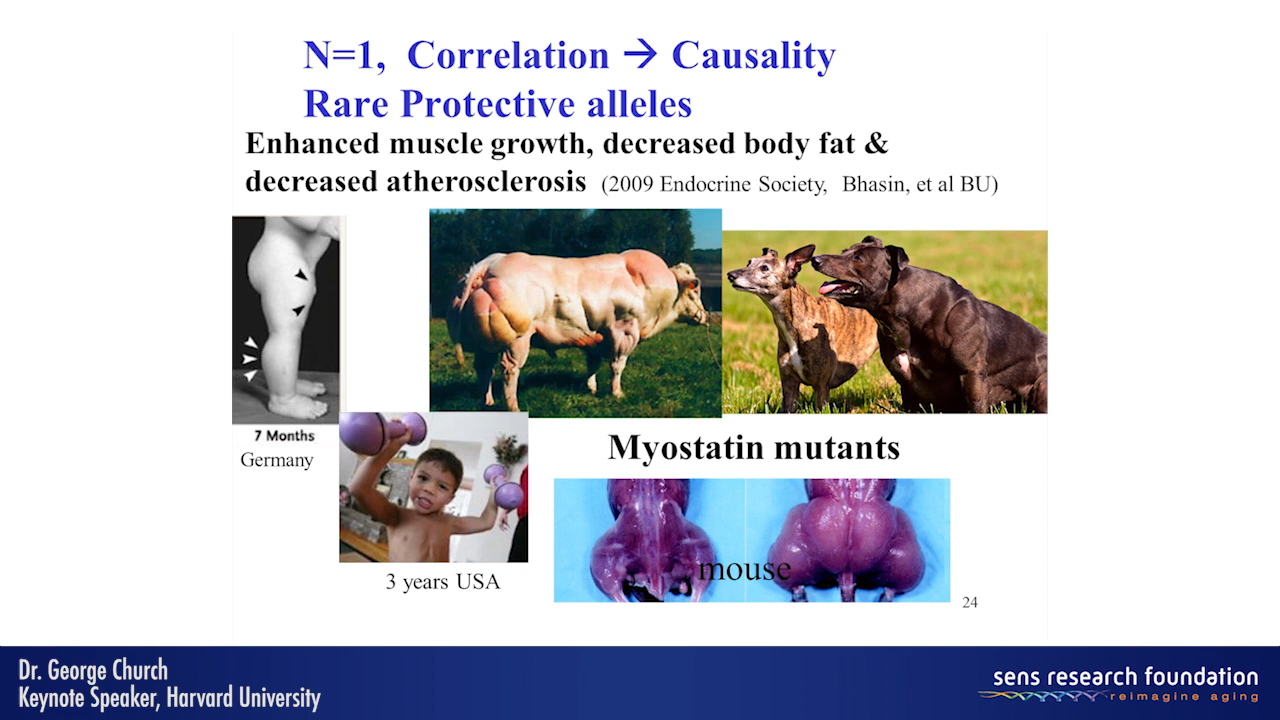 N=1, Correlation → Causality
Rare Protective alleles
Enhanced muscle growth, decreased body fat &
decreased atherosclerosis (2009 Endocrine Society, Bhasin, et al BU)
7 Months
Germany
3 years USA
Myostatin mutants
mouse
24
Dr. George Church
Keynote Speaker, Harvard University
sens research foundation
reimagine aging